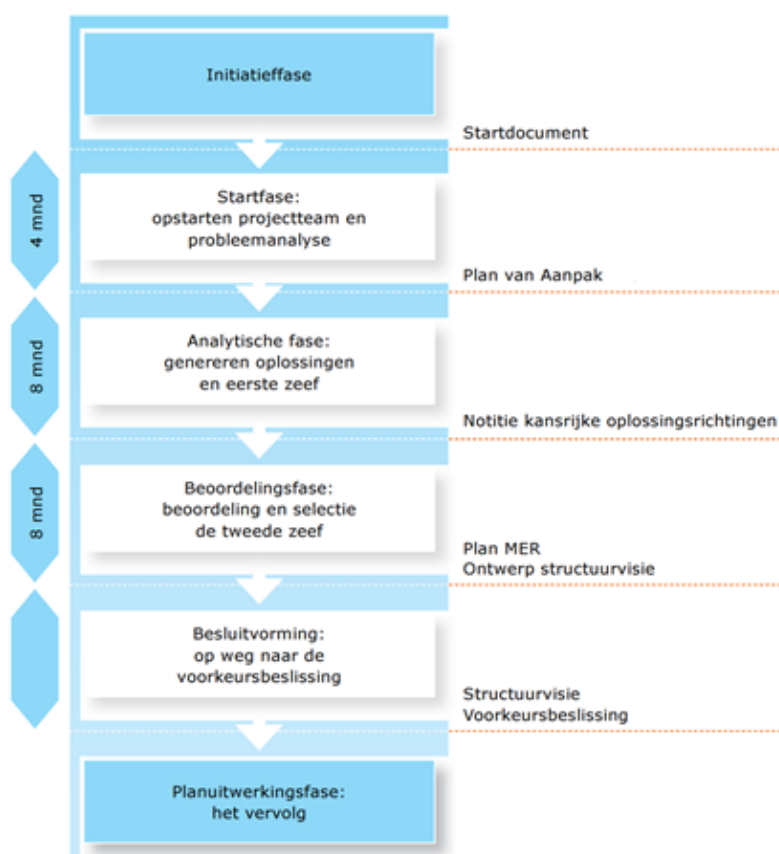 Initiatieffase
Startdocument
4 mnd
Startfase:
opstarten projectteam en
probleemanalyse
Plan van Aanpak
8 mnd
Analytische fase:
genereren oplossingen
en eerste zeef
Notitie kansrijke oplossingsrichtingen
8 mnd
Beoordelingsfase:
beoordeling en selectie
de tweede zeef
Plan MER
Ontwerp structuurvisie
Besluitvorming:
op weg naar de
voorkeursbeslissing
Structuurvisie
Voorkeursbeslissing
Planuitwerkingsfase:
het vervolg